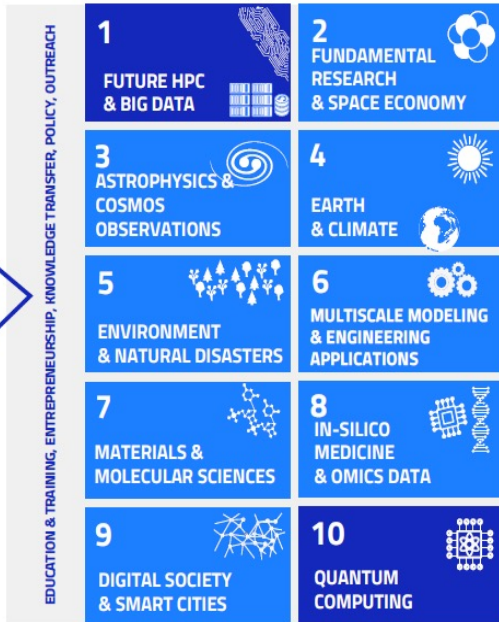 EDUCATION & TRAINING, ENTREPRENEURSHIP, KNOWLEDGE TRANSFER, POLICY, OUTREACH
1
FUTURE HPC
& BIG DATA
2
FUNDAMENTAL
RESEARCH
& SPACE ECONOMY
3
ASTROPHYSICS &
COSMOS
OBSERVATIONS
4
EARTH
& CLIMATE
5
ENVIRONMENT
& NATURAL DISASTERS
6
MULTISCALE MODELING
& ENGINEERING
APPLICATIONS
7
MATERIALS &
MOLECULAR SCIENCES
8
IN-SILICO
MEDICINE
& OMICS DATA
9
DIGITAL SOCIETY
& SMART CITIES
10
QUANTUM
COMPUTING